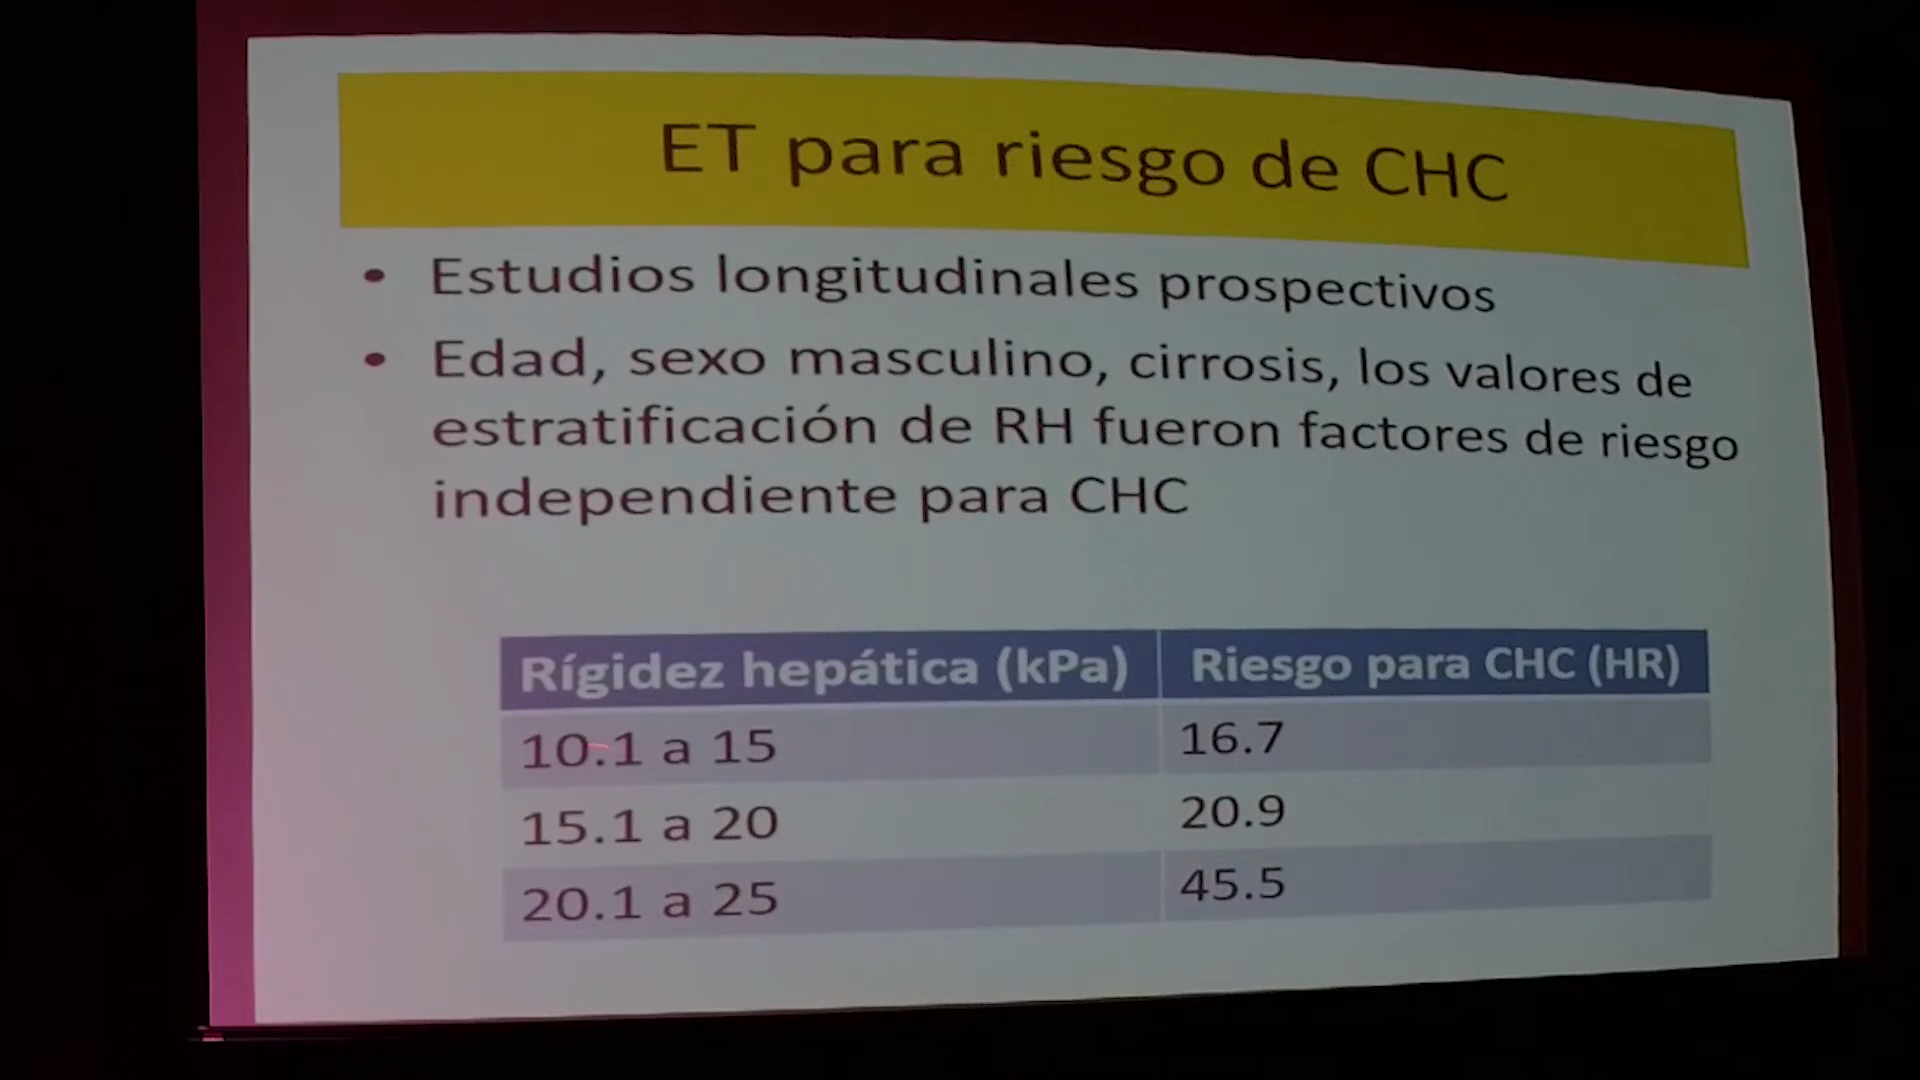 ET para riesgo de CHC
• Estudios longitudinales prospectivos
• Edad, sexo masculino, cirrosis, los valores de
estratificación de RH fueron factores de riesgo
independiente para CHC
Rígidez hepática (kPa) Riesgo para CHC (HR)
10.1 a 15 16.7
15.1 a 20 20.9
20.1 a 25 45.5